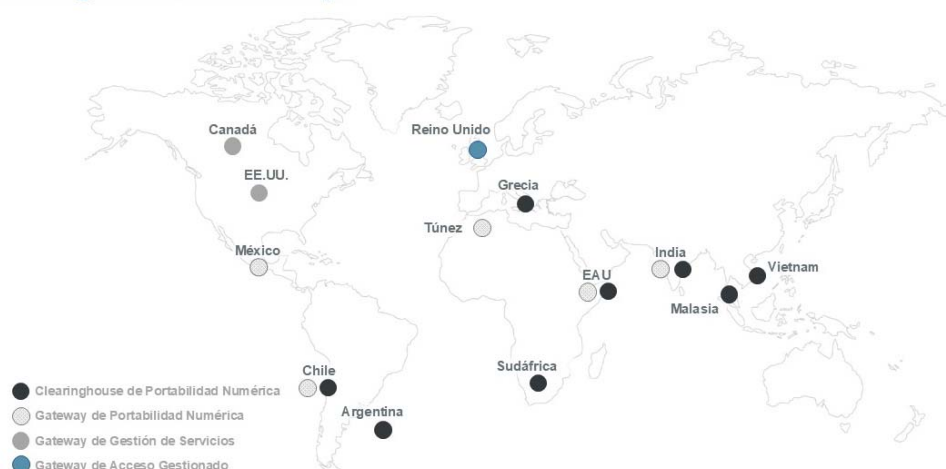 Canadá
Reino Unido
EE.UU.
Grecia
Túnez
México
India
Vietnam
EAU
Malasia
Chile
Sudáfrica
Argentina
Clearinghouse de Portabilidad Numérica
Gateway de Portabilidad Numérica
Gateway de Gestión de Servicios
Gateway de Acceso Gestionado